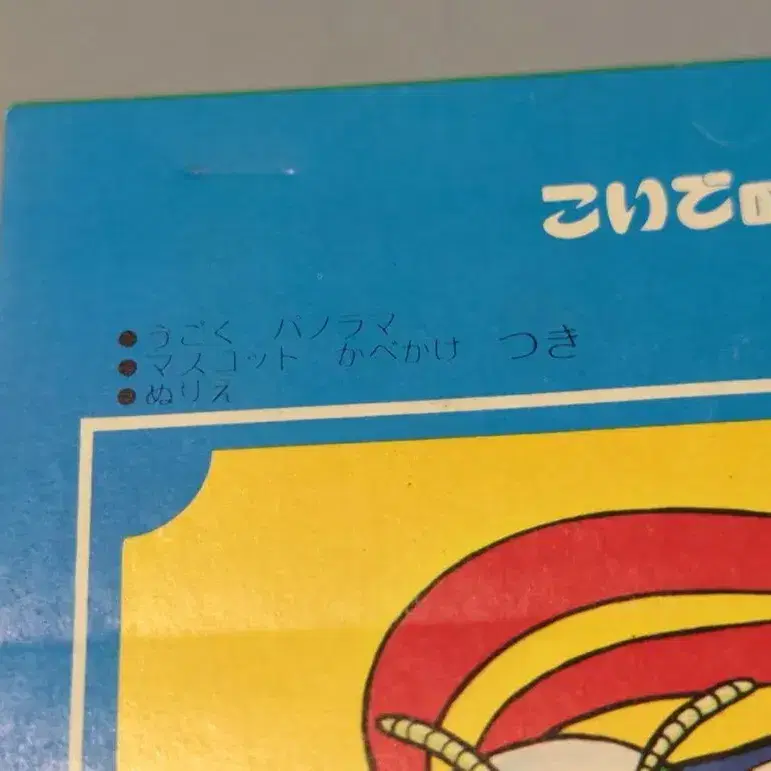 こいで
●うごく パノラマ
●マスコット かべかけ つき
●ぬりえ